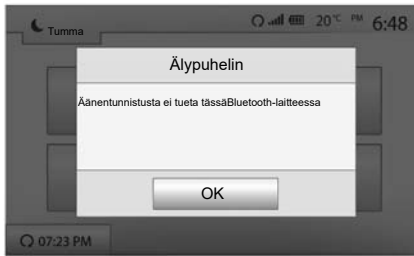 Tumma
20°C PM 6:48
Älypuhelin
Äänentunnistusta ei tueta tässäBluetooth-laitteessa
OK
07:23 PM